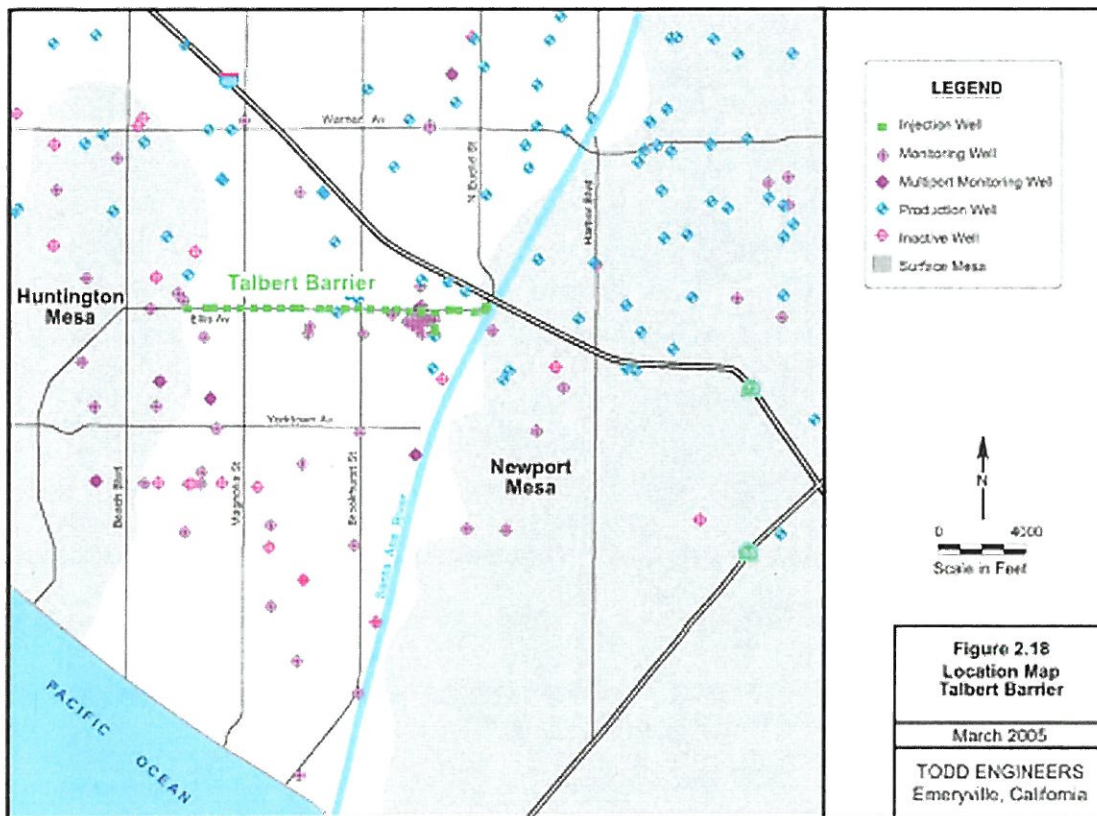 Warner Av
N Euclid St
Harbor Blvd
Talbert Barrier
Huntington
Mesa
Ellis Av
Yorktown Av
Newport
Mesa
Beach Blvd
Magnolia St
Brookhurst St
Santa Ana River
PACIFIC OCEAN
LEGEND
Injection Well
Monitoring Well
Multiport Monitoring Well
Production Well
Inactive Well
Surface Mesa
N
0 4000
Scale in Feet
Figure 2.18
Location Map
Talbert Barrier
March 2005
TODD ENGINEERS
Emeryville, California